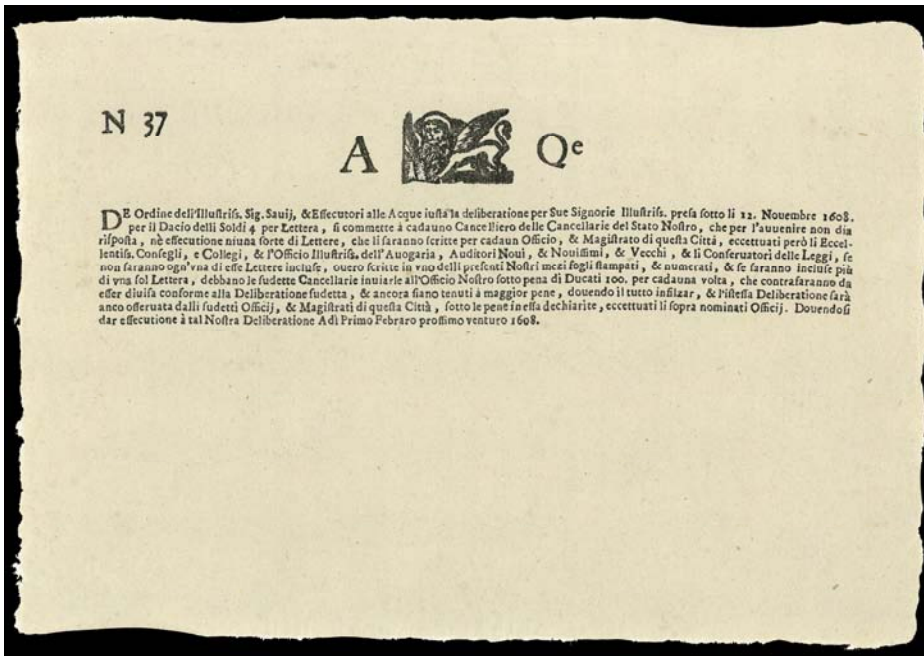 N 37
A Qe
DE Ordine dell'Illuſtriſs. Sig. Sauij, & Eſſecutori alle Acque iuſta la deliberatione per Sue Signorie Illuſtriſs. preſa ſotto li 12. Nouembre 1608.
per il Dacio delli Soldi 4 per Lettera, ſi commette à cadauno Cancelliero delle Cancellarie del Stato Noſtro, che per l'auuenire non dia
riſpoſta, nè eſſecutione niuna ſorte di Lettere, che li ſaranno ſcritte per cadaun Officio, & Magiſtrato di queſta Città, eccettuati però li Eccel-
lentiſs. Conſegli, e Collegi, & l'Officio Illuſtriſs. dell'Auogaria, Auditori Noui, & Nouiſſimi, & Vecchi, & li Conſeruatori delle Leggi, ſe
non ſaranno ogn'vna di eſſe Lettere incluſe, ouero ſcritte in vno delli preſenti Noſtri mezi fogli ſtampati, & numerati, & ſe ſaranno incluſe più
di vna ſol Lettera, debbano le ſudette Cancellarie inuiarle all'Officio Noſtro ſotto pena di Ducati 100. per cadauna volta, che contrafaranno da
eſſer diuiſa conforme alla Deliberatione ſudetta, & ancora ſiano tenuti à maggior pene, douendo il tutto infilzar, & l'iſteſſa Deliberatione ſarà
anco oſſeruata dalli ſudetti Officij, & Magiſtrati di queſta Città, ſotto le pene in eſſa dechiarite, eccettuati li ſopra nominati Officij. Douendoſi
dar eſſecutione à tal Noſtra Deliberatione Adì Primo Febraro proſſimo venturo 1608.